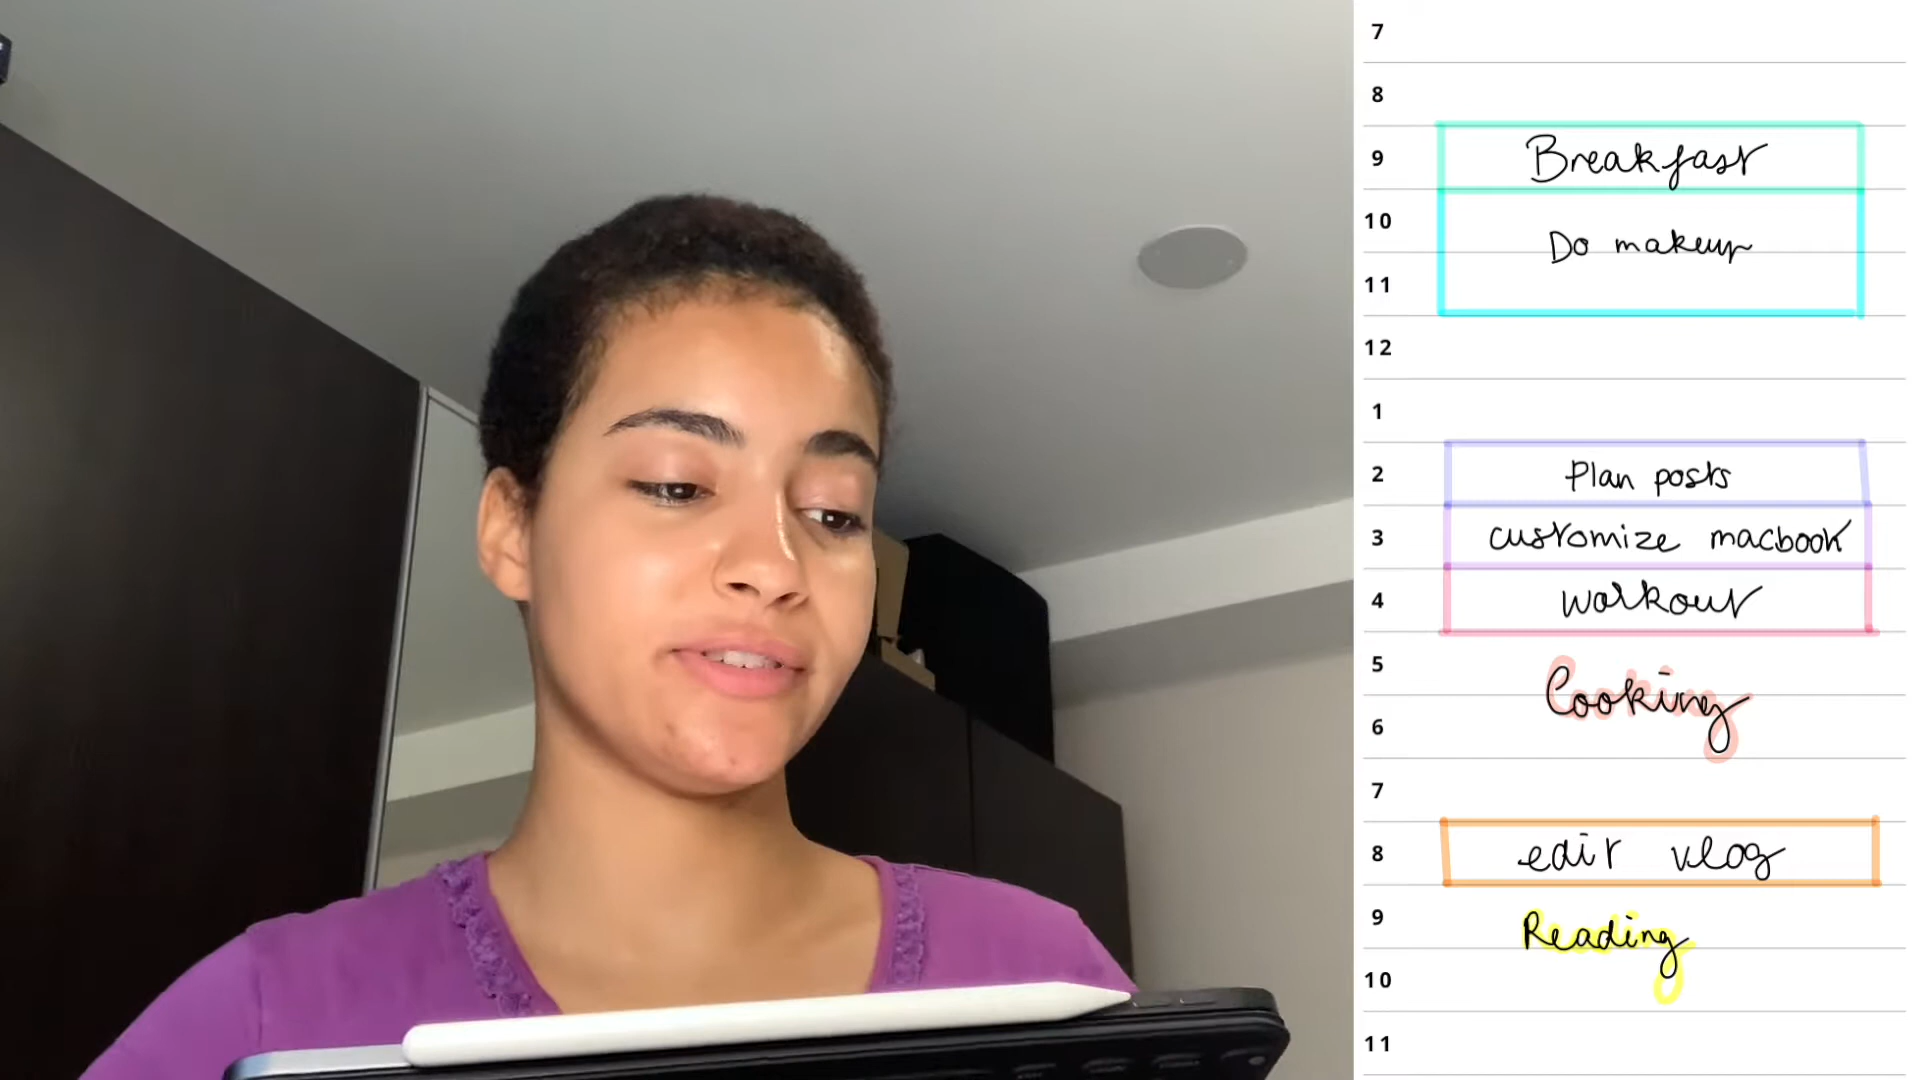 7
8
9 Breakfast
10 Do makeup
11
12
1
2 Plan posts
3 customize macbook
4 workout
5 Cooking
6
7
8 edit vlog
9 Reading
10
11